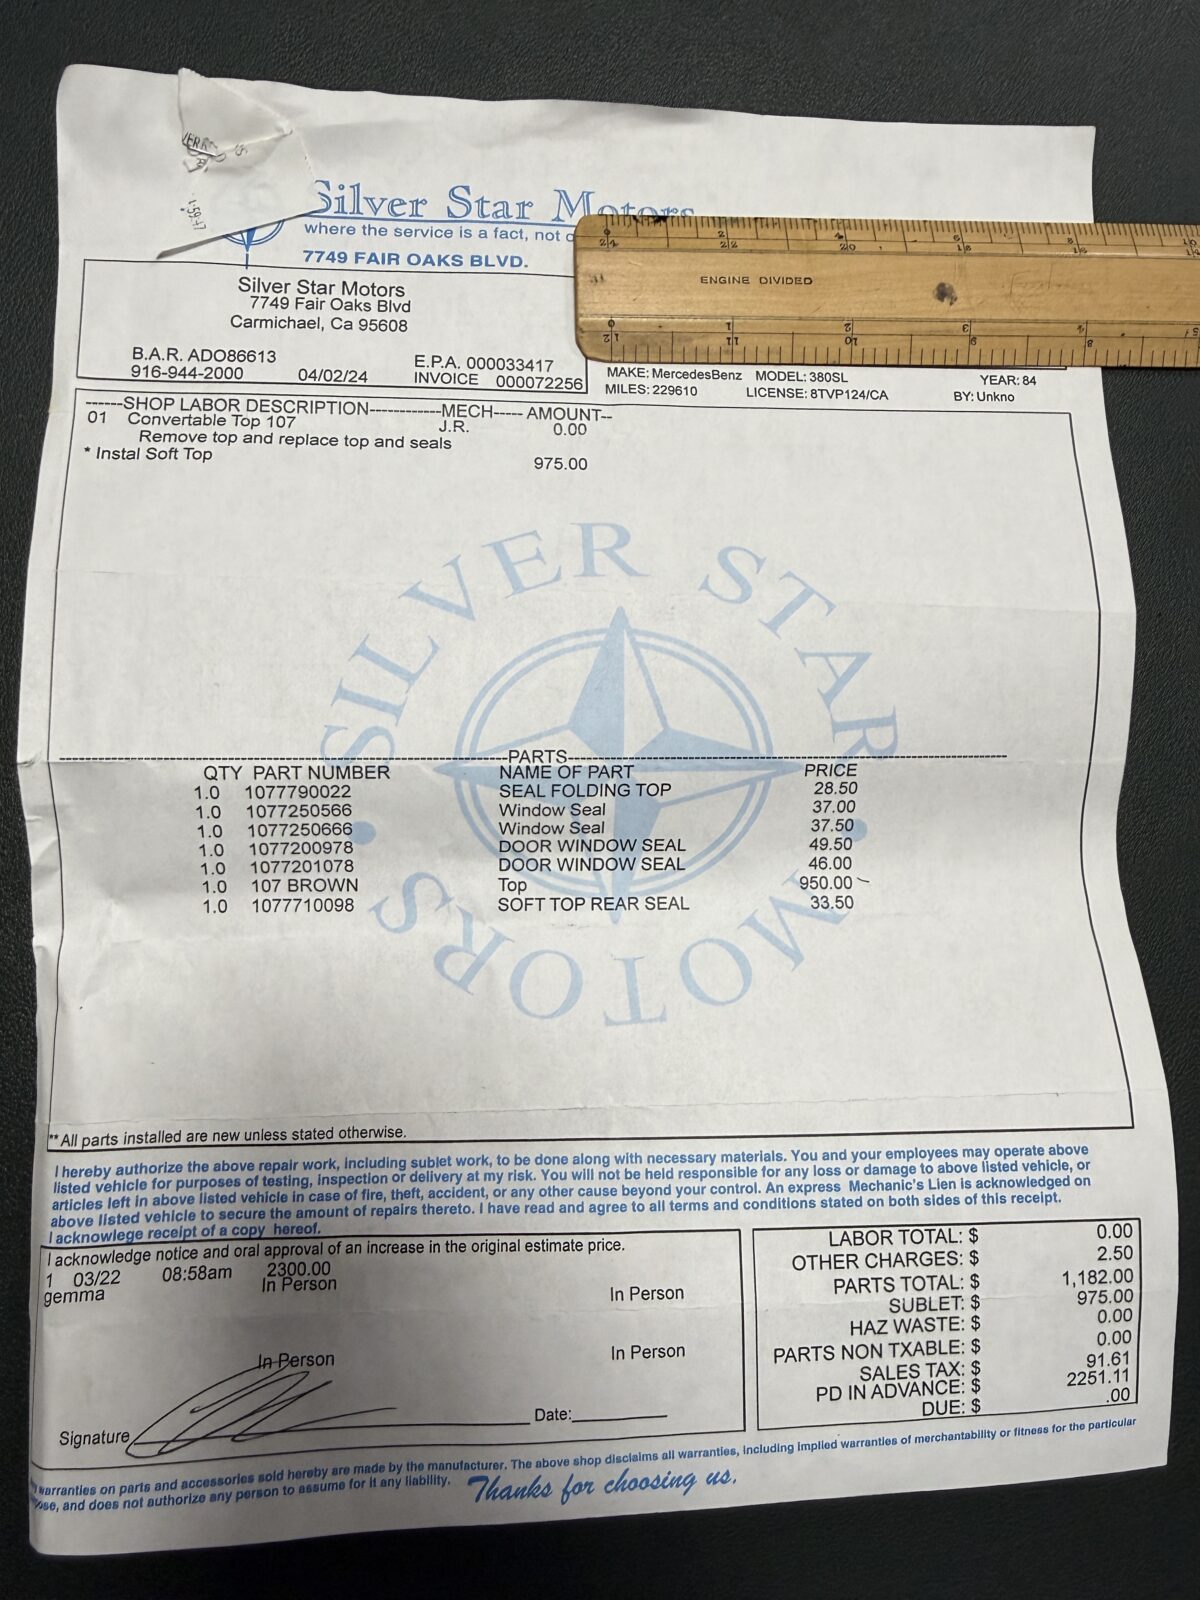 Silver Star Motors
where the service is a fact, not
7749 FAIR OAKS BLVD.
ENGINE DIVIDED
Silver Star Motors
7749 Fair Oaks Blvd
Carmichael, Ca 95608
B.A.R. ADO86613 E.P.A. 000033417
916-944-2000 04/02/24 INVOICE 000072256
MAKE: MercedesBenz MODEL: 380SL YEAR: 84
MILES: 229610 LICENSE: 8TVP124/CA BY: Unkno
------SHOP LABOR DESCRIPTION------------MECH----- AMOUNT--
01 Convertable Top 107 J.R. 0.00
Remove top and replace top and seals
* Instal Soft Top 975.00
SILVER STAR MOTORS
PARTS
QTY PART NUMBER NAME OF PART PRICE
1.0 1077790022 SEAL FOLDING TOP 28.50
1.0 1077250566 Window Seal 37.00
1.0 1077250666 Window Seal 37.50
1.0 1077200978 DOOR WINDOW SEAL 49.50
1.0 1077201078 DOOR WINDOW SEAL 46.00
1.0 107 BROWN Top 950.00
1.0 1077710098 SOFT TOP REAR SEAL 33.50
**All parts installed are new unless stated otherwise.
I hereby authorize the above repair work, including sublet work, to be done along with necessary materials. You and your employees may operate above
listed vehicle for purposes of testing, inspection or delivery at my risk. You will not be held responsible for any loss or damage to above listed vehicle, or
articles left in above listed vehicle in case of fire, theft, accident, or any other cause beyond your control. An express Mechanic's Lien is acknowledged on
above listed vehicle to secure the amount of repairs thereto. I have read and agree to all terms and conditions stated on both sides of this receipt.
I acknowlege receipt of a copy hereof.
I acknowledge notice and oral approval of an increase in the original estimate price.
1 03/22 08:58am 2300.00
gemma In Person In Person
In Person In Person
Signature Date:
LABOR TOTAL: $ 0.00
OTHER CHARGES: $ 2.50
PARTS TOTAL: $ 1,182.00
SUBLET: $ 975.00
HAZ WASTE: $ 0.00
PARTS NON TXABLE: $ 0.00
SALES TAX: $ 91.61
PD IN ADVANCE: $ 2251.11
DUE: $ .00
warranties on parts and accessories sold hereby are made by the manufacturer. The above shop disclaims all warranties, including implied warranties of merchantability or fitness for the particular
and does not authorize any person to assume for it any liability.
Thanks for choosing us.